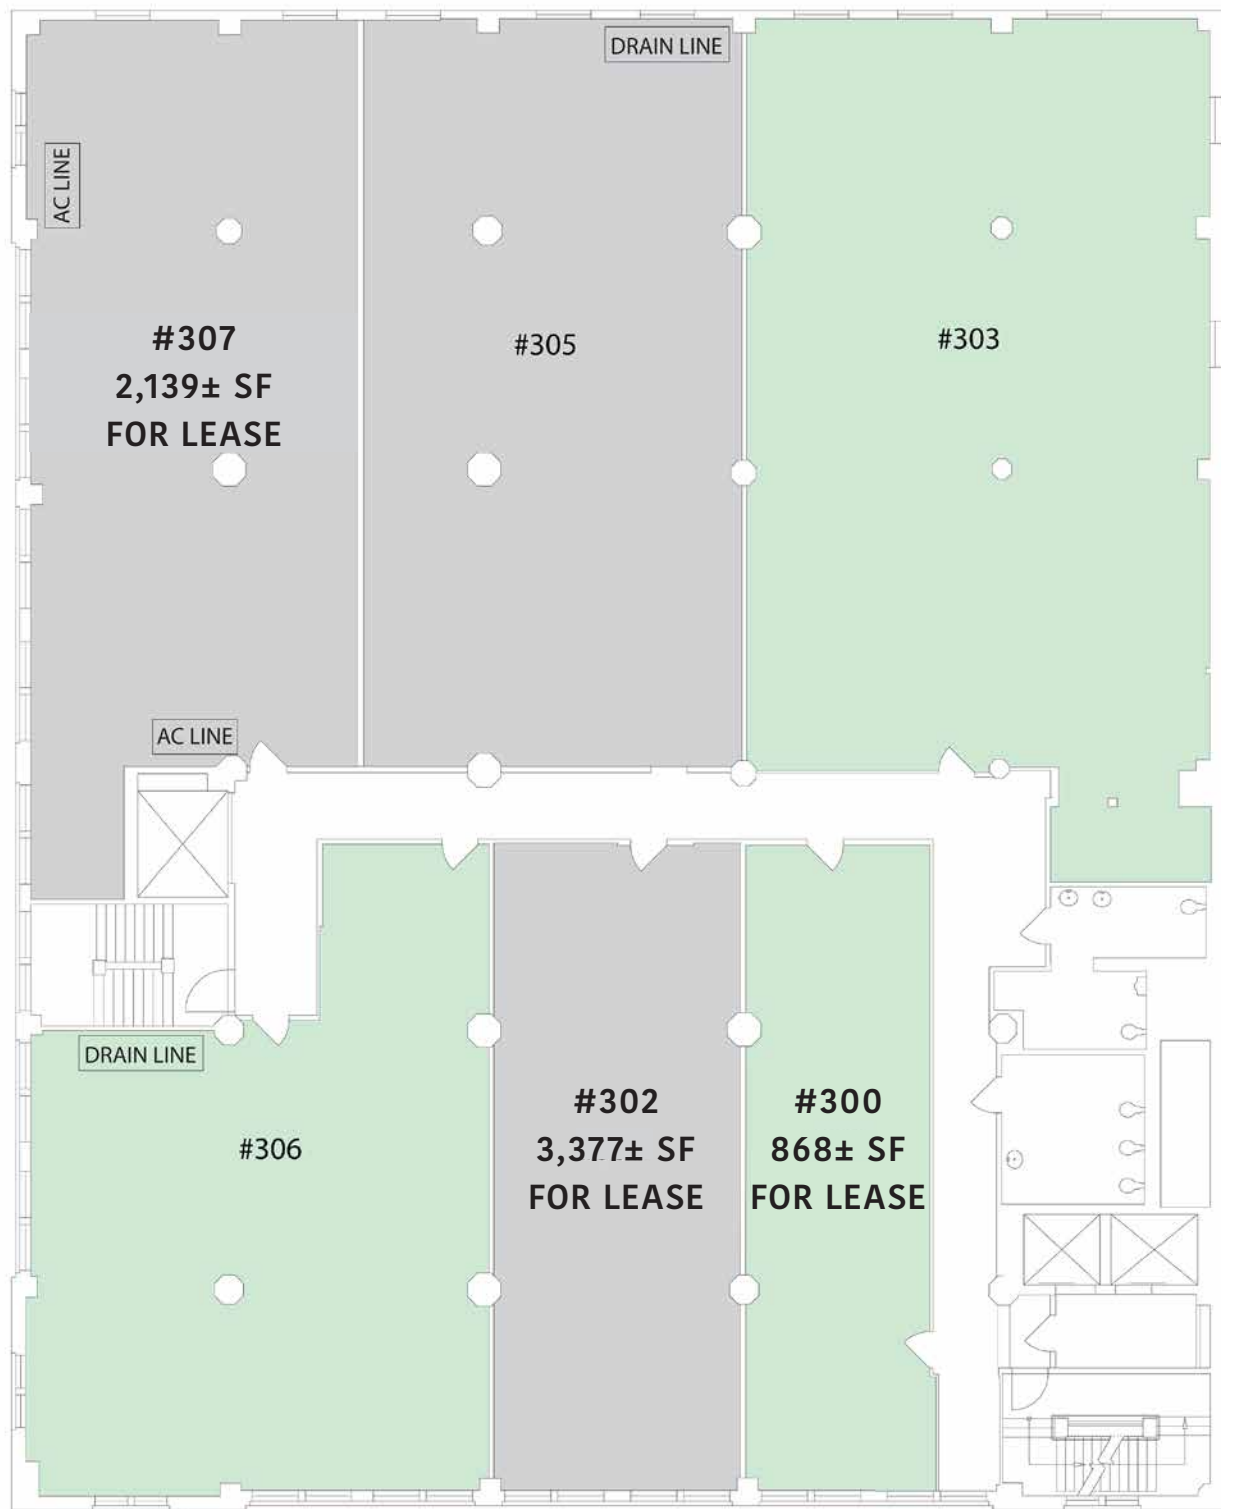 DRAIN LINE
AC LINE
#307
2,139± SF
FOR LEASE
#305
#303
AC LINE
DRAIN LINE
#306
#302
3,377± SF
FOR LEASE
#300
868± SF
FOR LEASE